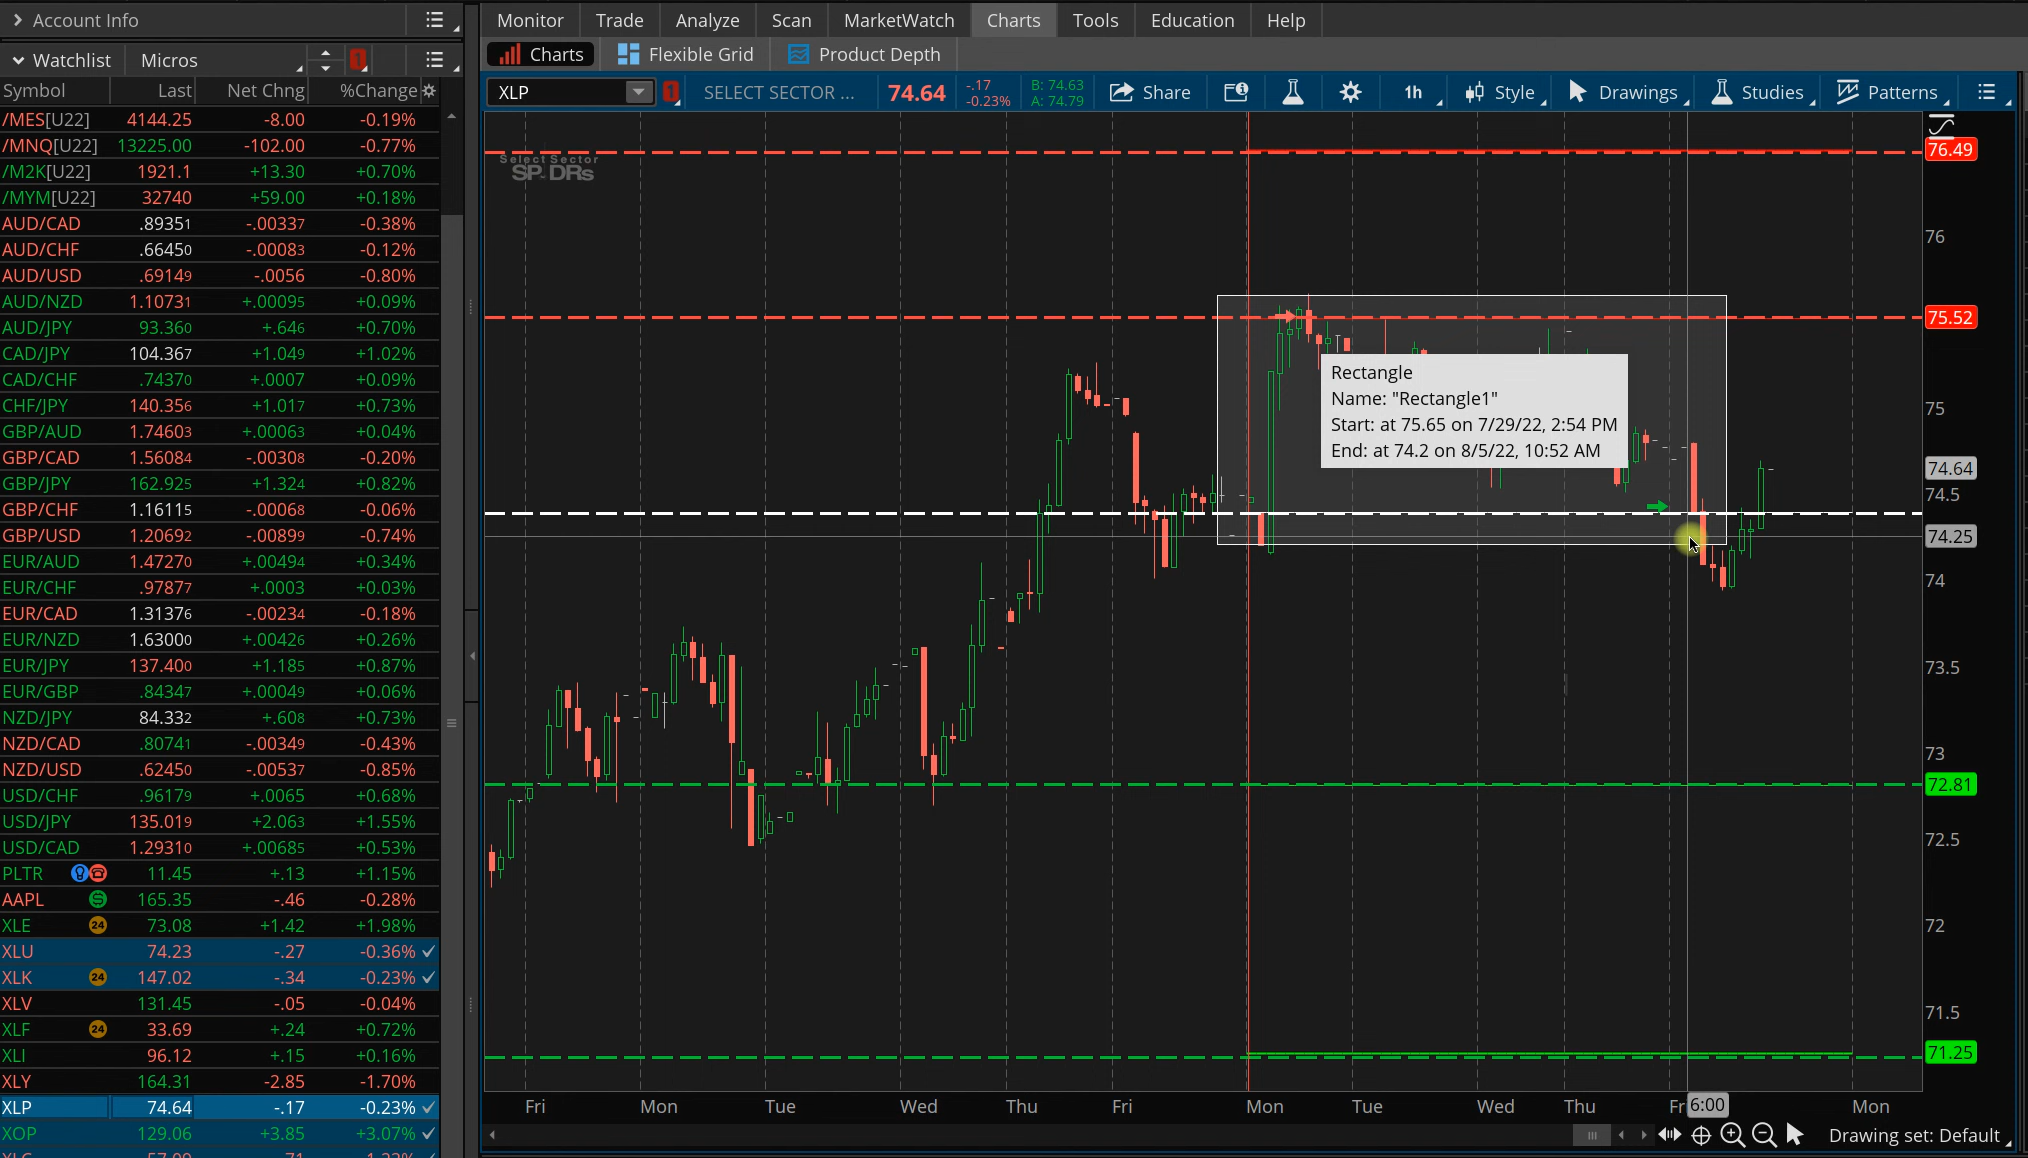 Account Info
Monitor Trade Analyze Scan MarketWatch Charts Tools Education Help
Watchlist Micros 1
Charts Flexible Grid Product Depth
Symbol Last Net Chng %Change
XLP 1 SELECT SECTOR ... 74.64 -.17 -0.23% B: 74.63 A: 74.79 Share 1h Style Drawings Studies Patterns
/MES[U22] 4144.25 -8.00 -0.19%
/MNQ[U22] 13225.00 -102.00 -0.77%
/M2K[U22] 1921.1 +13.30 +0.70%
/MYM[U22] 32740 +59.00 +0.18%
AUD/CAD .89351 -.00337 -0.38%
AUD/CHF .66450 -.00083 -0.12%
AUD/USD .69149 -.0056 -0.80%
AUD/NZD 1.10731 +.00095 +0.09%
AUD/JPY 93.360 +.646 +0.70%
CAD/JPY 104.367 +1.049 +1.02%
CAD/CHF .74370 +.0007 +0.09%
CHF/JPY 140.356 +1.017 +0.73%
GBP/AUD 1.74603 +.00063 +0.04%
GBP/CAD 1.56084 -.00308 -0.20%
GBP/JPY 162.925 +1.324 +0.82%
GBP/CHF 1.16115 -.00068 -0.06%
GBP/USD 1.20692 -.00899 -0.74%
EUR/AUD 1.47270 +.00494 +0.34%
EUR/CHF .97877 +.0003 +0.03%
EUR/CAD 1.31376 -.00234 -0.18%
EUR/NZD 1.63000 +.00426 +0.26%
EUR/JPY 137.400 +1.185 +0.87%
EUR/GBP .84347 +.00049 +0.06%
NZD/JPY 84.332 +.608 +0.73%
NZD/CAD .80741 -.00349 -0.43%
NZD/USD .62450 -.00537 -0.85%
USD/CHF .96179 +.0065 +0.68%
USD/JPY 135.019 +2.063 +1.55%
USD/CAD 1.29310 +.00685 +0.53%
PLTR 11.45 +.13 +1.15%
AAPL 165.35 -.46 -0.28%
XLE 24 73.08 +1.42 +1.98%
XLU 74.23 -.27 -0.36%
XLK 24 147.02 -.34 -0.23%
XLV 131.45 -.05 -0.04%
XLF 24 33.69 +.24 +0.72%
XLI 96.12 +.15 +0.16%
XLY 164.31 -2.85 -1.70%
XLP 74.64 -.17 -0.23%
XOP 129.06 +3.85 +3.07%
Select Sector
SPDRs
Rectangle
Name: "Rectangle1"
Start: at 75.65 on 7/29/22, 2:54 PM
End: at 74.2 on 8/5/22, 10:52 AM
76.49
76
75.52
75
74.64
74.5
74.25
74
73.5
73
72.81
72.5
72
71.5
71.25
Fri Mon Tue Wed Thu Fri Mon Tue Wed Thu Fr 6:00 Mon
Drawing set: Default